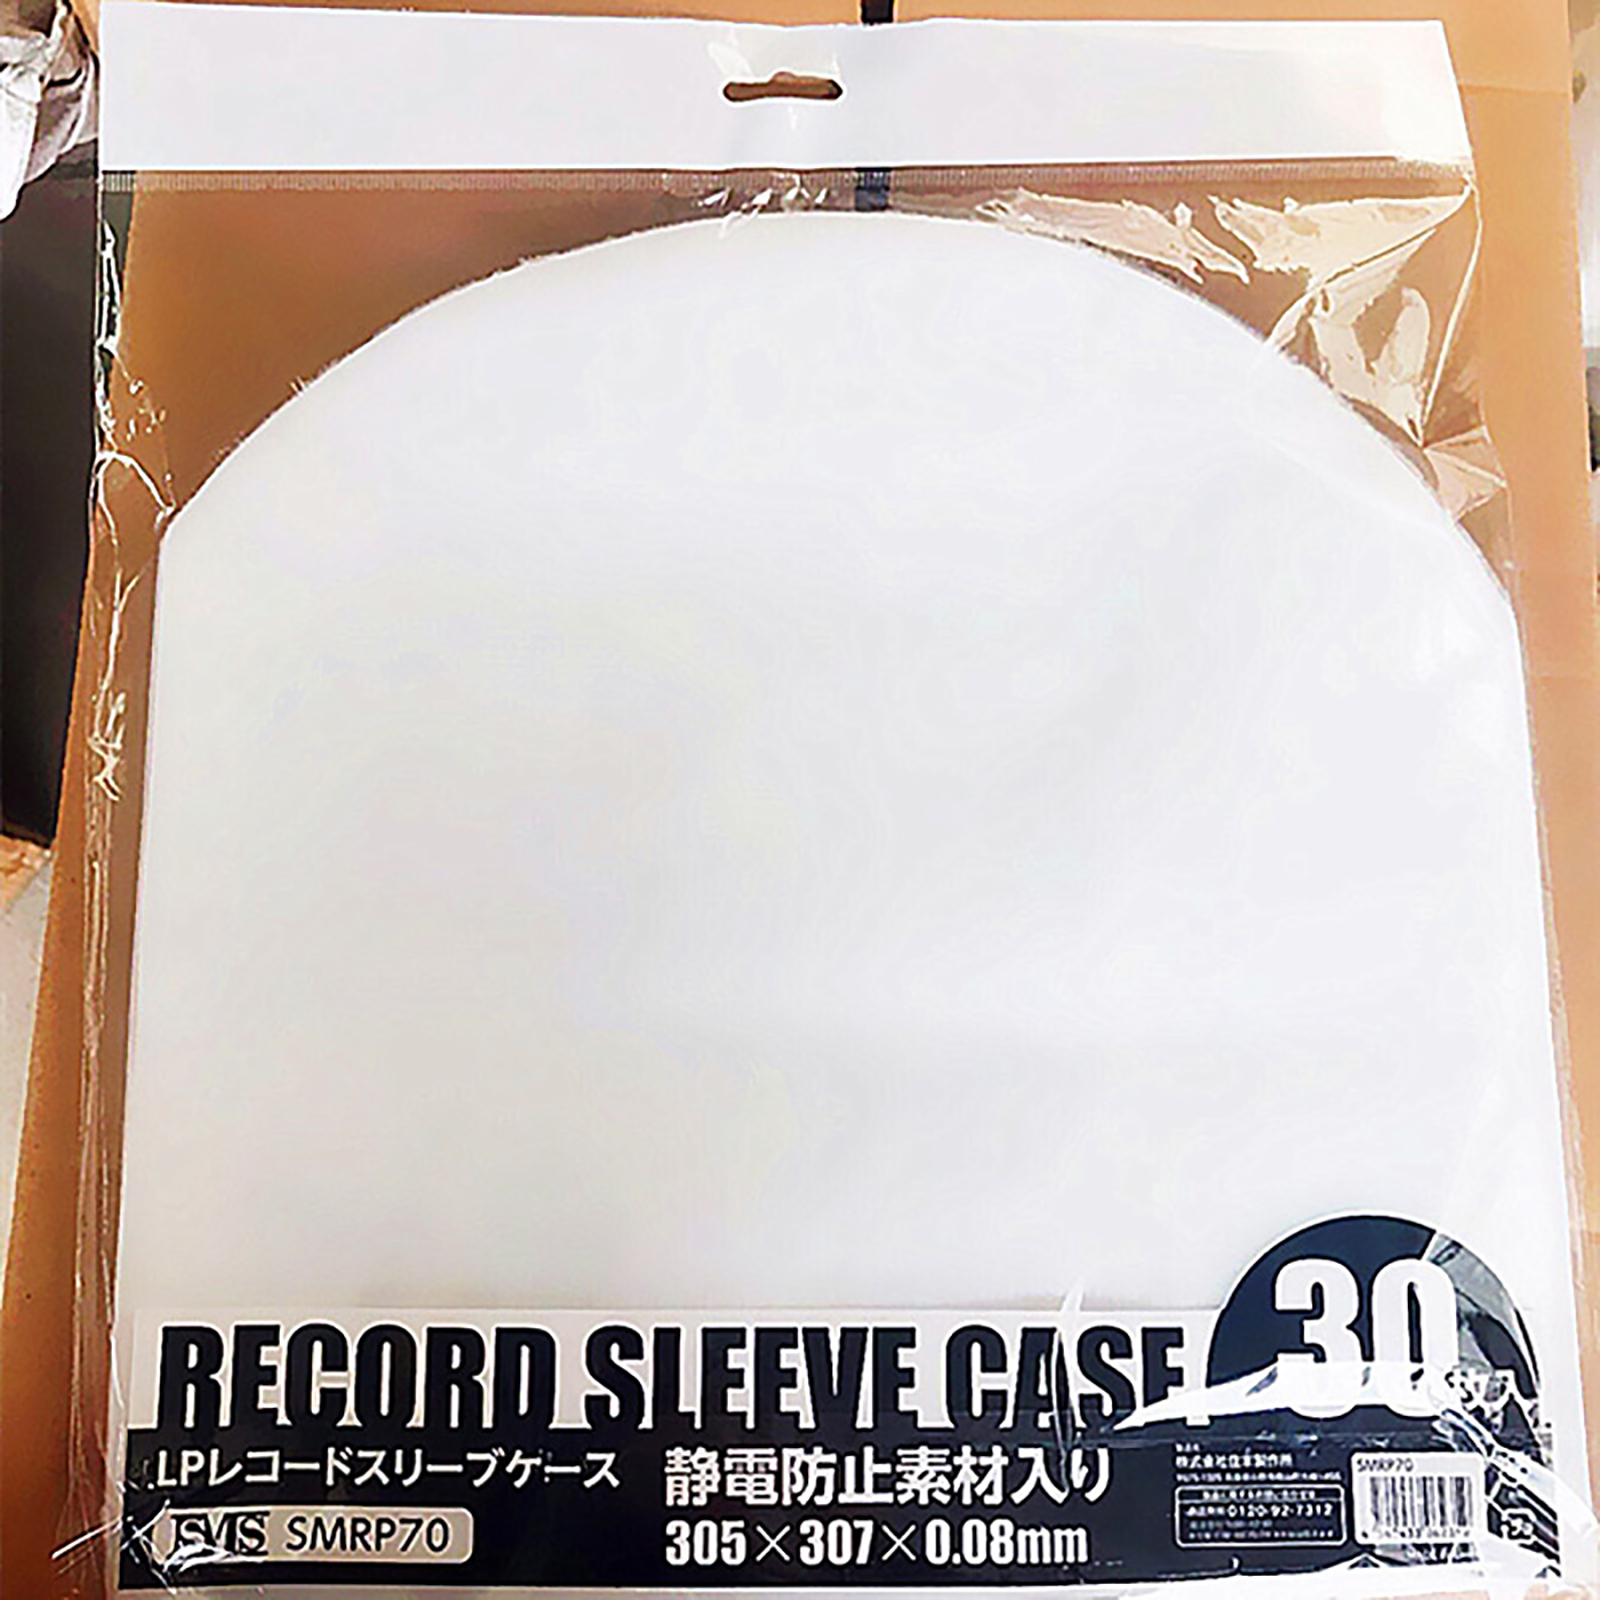 RECORD SLEEVE CASE
30
LPレコードスリーブケース
静電防止素材入り
SMS SMRP70
305×307×0.08mm
0120-92-7312
SMRP70